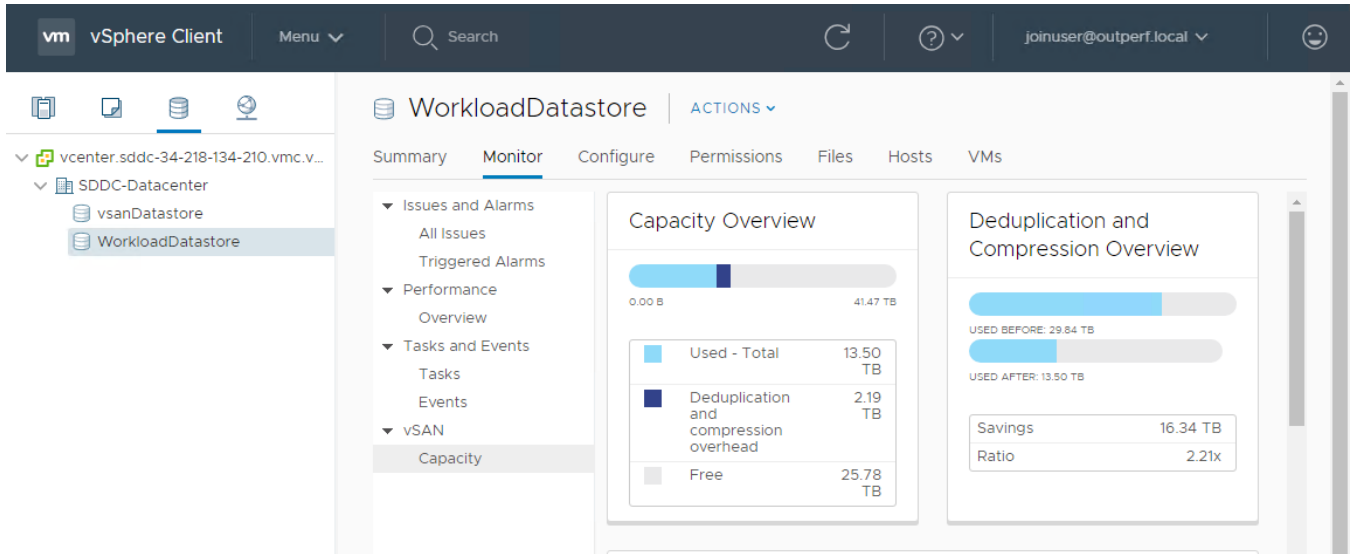 vm vSphere Client Menu Search joinuser@outperf.local
WorkloadDatastore ACTIONS
vcenter.sddc-34-218-134-210.vmc.v...
SDDC-Datacenter
vsanDatastore
WorkloadDatastore
Summary Monitor Configure Permissions Files Hosts VMs
Issues and Alarms
All Issues
Triggered Alarms
Performance
Overview
Tasks and Events
Tasks
Events
vSAN
Capacity
Capacity Overview
0.00 B 41.47 TB
Used - Total 13.50
TB
Deduplication 2.19
and TB
compression
overhead
Free 25.78
TB
Deduplication and
Compression Overview
USED BEFORE: 29.84 TB
USED AFTER: 13.50 TB
Savings 16.34 TB
Ratio 2.21x